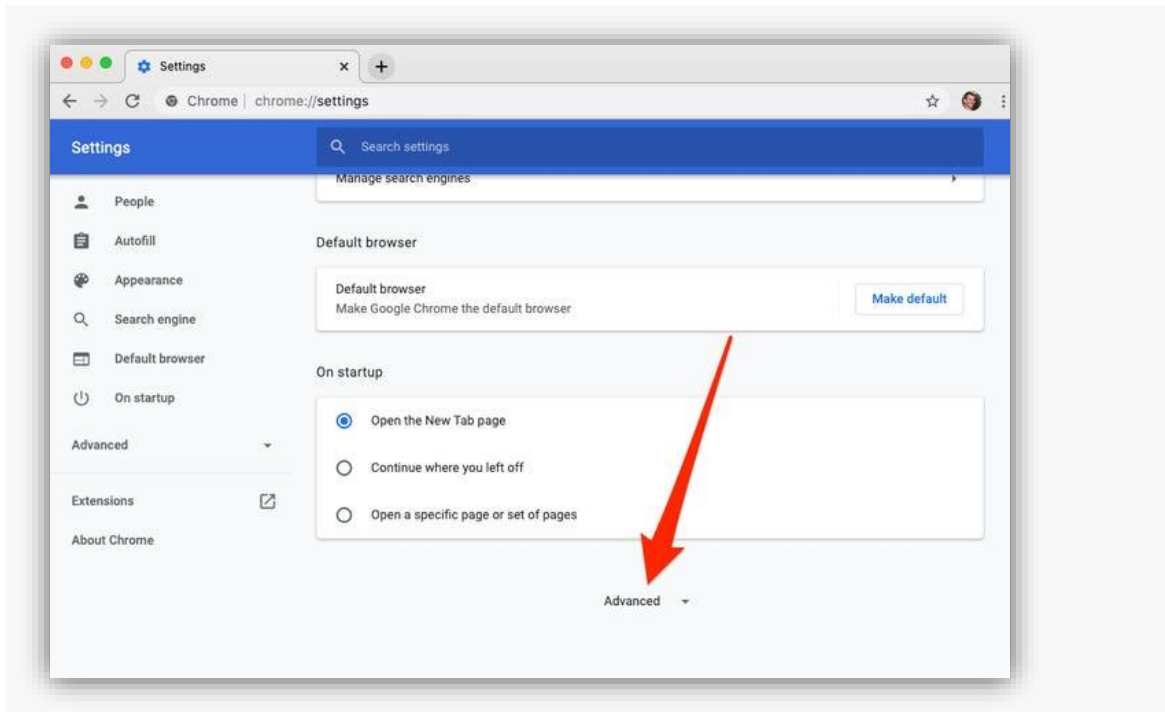 Settings
Chrome | chrome://settings
Settings
Search settings
People
Autofill
Appearance
Search engine
Default browser
On startup
Advanced
Extensions
About Chrome
Manage search engines
Default browser
Default browser
Make Google Chrome the default browser
Make default
On startup
Open the New Tab page
Continue where you left off
Open a specific page or set of pages
Advanced